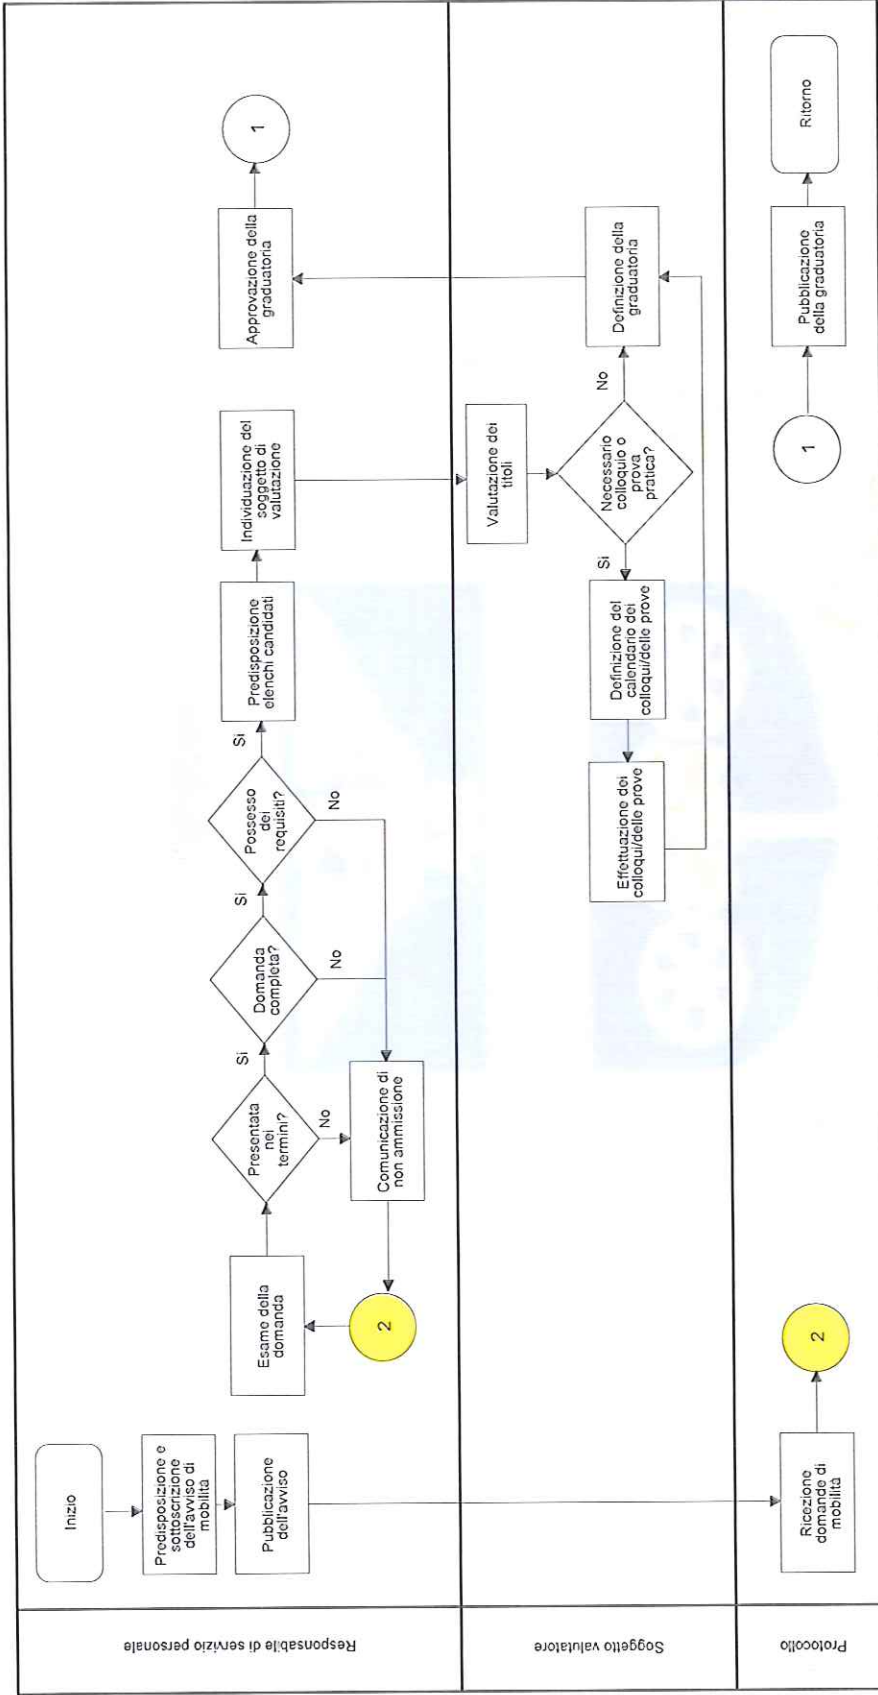 Responsabile di servizio personale
Inizio
Predisposizione e
sottoscrizione
dell'avviso di
mobilità
Pubblicazione
dell'avviso
2
Esame della
domanda
Presentata
nei
termini?
Si
No
Comunicazione di
non ammissione
Domanda
completa?
Si
No
Possesso
dei
requisiti?
Si
No
Predisposizione
elenchi candidati
Individuazione del
soggetto di
valutazione
Approvazione della
graduatoria
1
Soggetto valutatore
Valutazione dei
titoli
Necessario
colloquio o
prova
pratica?
Si
No
Definizione del
calendario dei
colloqui/delle prove
Effettuazione dei
colloqui/delle prove
Definizione della
graduatoria
Protocollo
Ricezione
domande di
mobilità
2
1
Pubblicazione
della graduatoria
Ritorno